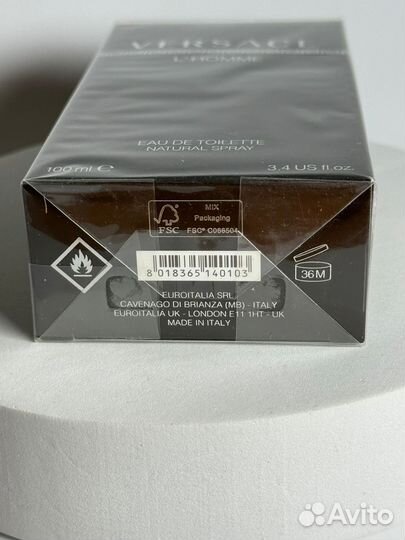 VERSACE
L'HOMME
EAU DE TOILETTE
NATURAL SPRAY
100 ml ℮ 3.4 US fl.oz.
FSC
MIX
Packaging
FSC® C066504
8 018365 140103
36M
EUROITALIA SRL
CAVENAGO DI BRIANZA (MB) - ITALY
EUROITALIA UK - LONDON E11 1HT - UK
MADE IN ITALY
Avito